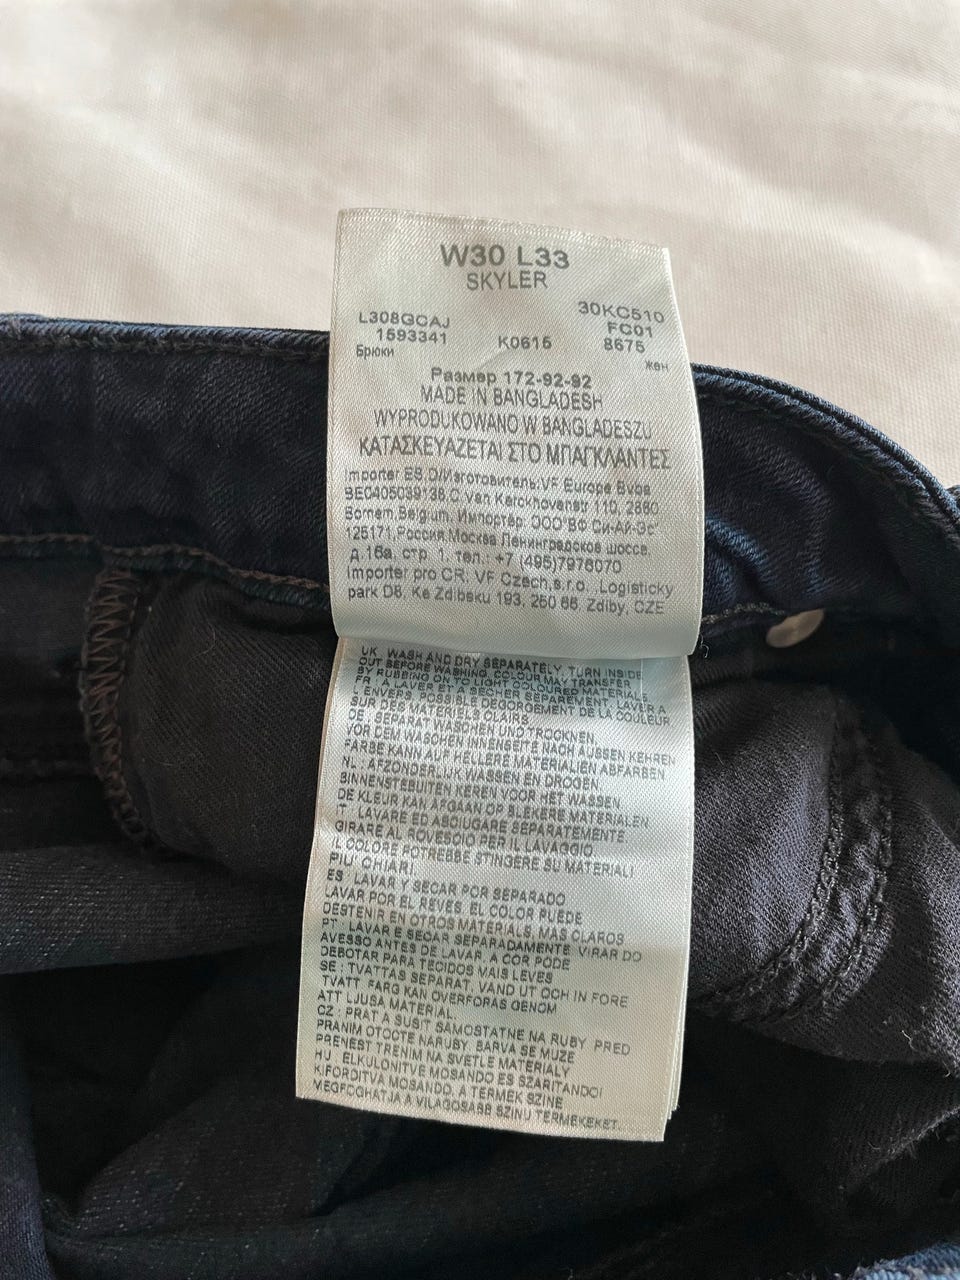 W30 L33
SKYLER
L308GCAJ 30KC510
1593341 K0615 FC01
Брюки 8675
жен
Размер 172-92-92
MADE IN BANGLADESH
WYPRODUKOWANO W BANGLADESZU
ΚΑΤΑΣΚΕΥΑΖΕΤΑΙ ΣΤΟ ΜΠΑΓΚΛΑΝΤΕΣ
Importer ES D/Изготовитель:VF Europe Bvba
BE0405039138.C.van Kerckhovenstr 110, 2880
Bornem,Belgium. Импортер: ООО"ВФ Си-Ай-Эс"
125171,Россия Москва Ленинградское шоссе,
д.16а, стр.1, тел.: +7 (495)7976070
Importer pro CR: VF Czech,s.r.o., Logisticky
park D6, Ke Zdibsku 193, 250 66, Zdiby, CZE
UK: WASH AND DRY SEPARATELY. TURN INSIDE
OUT BEFORE WASHING. COLOUR MAY TRANSFER
BY RUBBING ON TO LIGHT COLOURED MATERIALS.
FR : A LAVER ET A SECHER SEPAREMENT. LAVER A
L'ENVERS. POSSIBLE DEGORGEMENT DE LA COULEUR
SUR DES MATERIELS CLAIRS.
DE : SEPARAT WASCHEN UND TROCKNEN.
VOR DEM WASCHEN INNENSEITE NACH AUSSEN KEHREN
FARBE KANN AUF HELLERE MATERIALIEN ABFARBEN
NL : AFZONDERLIJK WASSEN EN DROGEN.
BINNENSTEBUITEN KEREN VOOR HET WASSEN.
DE KLEUR KAN AFGAAN OP BLEKERE MATERIALEN
IT : LAVARE ED ASCIUGARE SEPARATEMENTE.
GIRARE AL ROVESCIO PER IL LAVAGGIO.
IL COLORE POTREBBE STINGERE SU MATERIALI
PIU' CHIARI.
ES : LAVAR Y SECAR POR SEPARADO
LAVAR POR EL REVES. EL COLOR PUEDE
DESTENIR EN OTROS MATERIALS, MAS CLAROS
PT : LAVAR E SECAR SEPARADAMENTE. VIRAR DO
AVESSO ANTES DE LAVAR. A COR PODE
DEBOTAR PARA TECIDOS MAIS LEVES
SE : TVATTAS SEPARAT. VAND UT OCH IN FORE
TVATT. FARG KAN OVERFORAS GENOM
ATT LJUSA MATERIAL.
CZ : PRAT A SUSIT SAMOSTATNE NA RUBY. PRED
PRANIM OTOCTE NARUBY. BARVA SE MUZE
PRENEST TRENIM NA SVETLE MATERIALY
HU : ELKULONITVE MOSANDO ES SZARITANDO!
KIFORDITVA MOSANDO. A TERMEK SZINE
MEGFOGHATJA A VILAGOSABB SZINU TERMEKEKET.